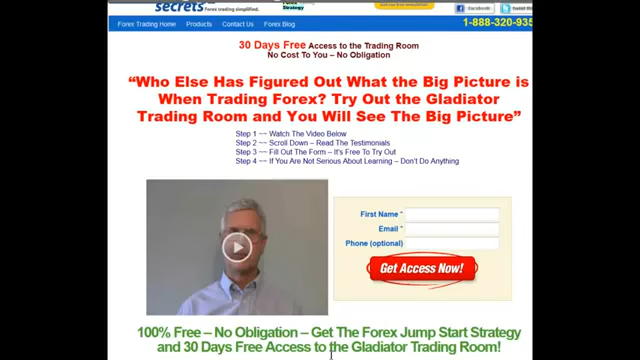 secrets
Forex trading simplified.
Strategy
Facebook
Forex Trading Home Products Contact Us Forex Blog
1-888-320-935
30 Days Free Access to the Trading Room
No Cost To You – No Obligation
“Who Else Has Figured Out What the Big Picture is
When Trading Forex? Try Out the Gladiator
Trading Room and You Will See The Big Picture”
Step 1 ~~ Watch The Video Below
Step 2 ~~ Scroll Down – Read The Testimonials
Step 3 ~~ Fill Out The Form – It's Free To Try Out
Step 4 ~~ If You Are Not Serious About Learning – Don't Do Anything
First Name *
Email *
Phone (optional)
Get Access Now!
100% Free – No Obligation – Get The Forex Jump Start Strategy
and 30 Days Free Access to the Gladiator Trading Room!